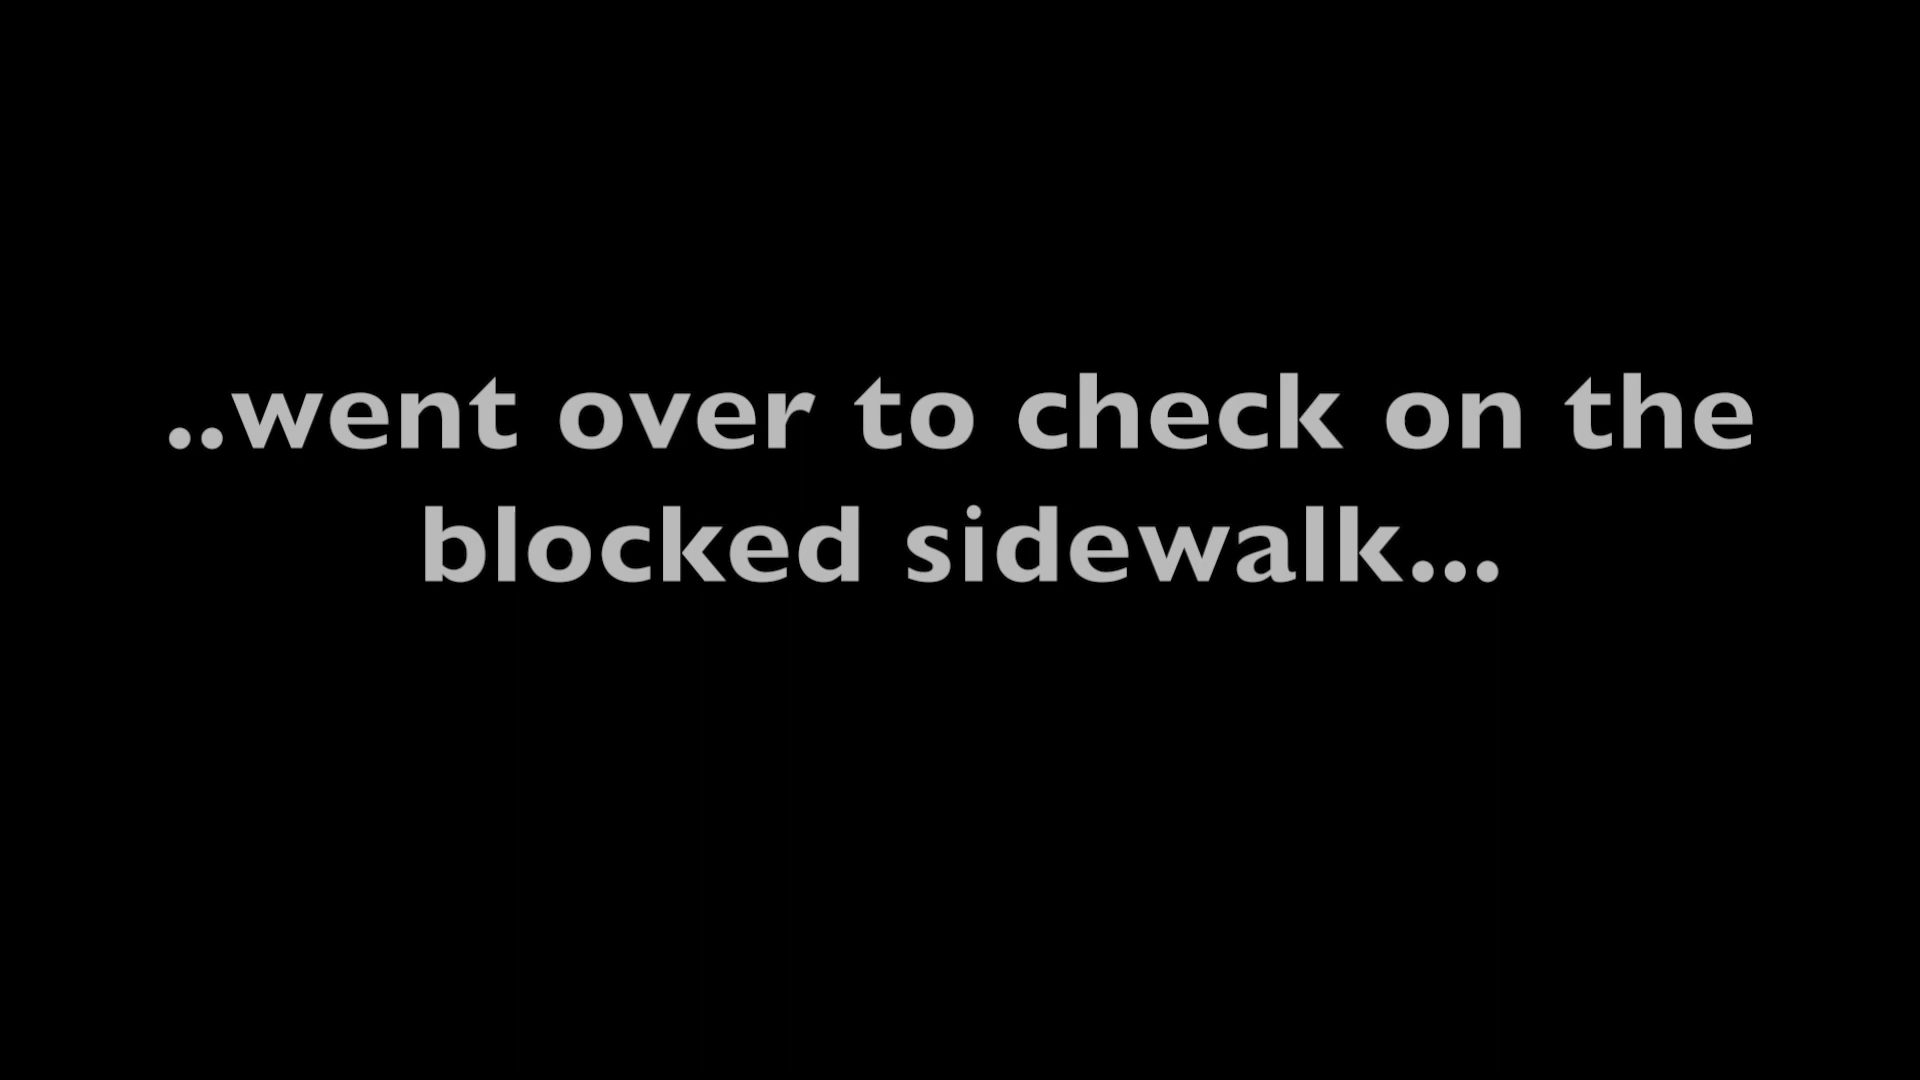 ..went over to check on the
blocked sidewalk...